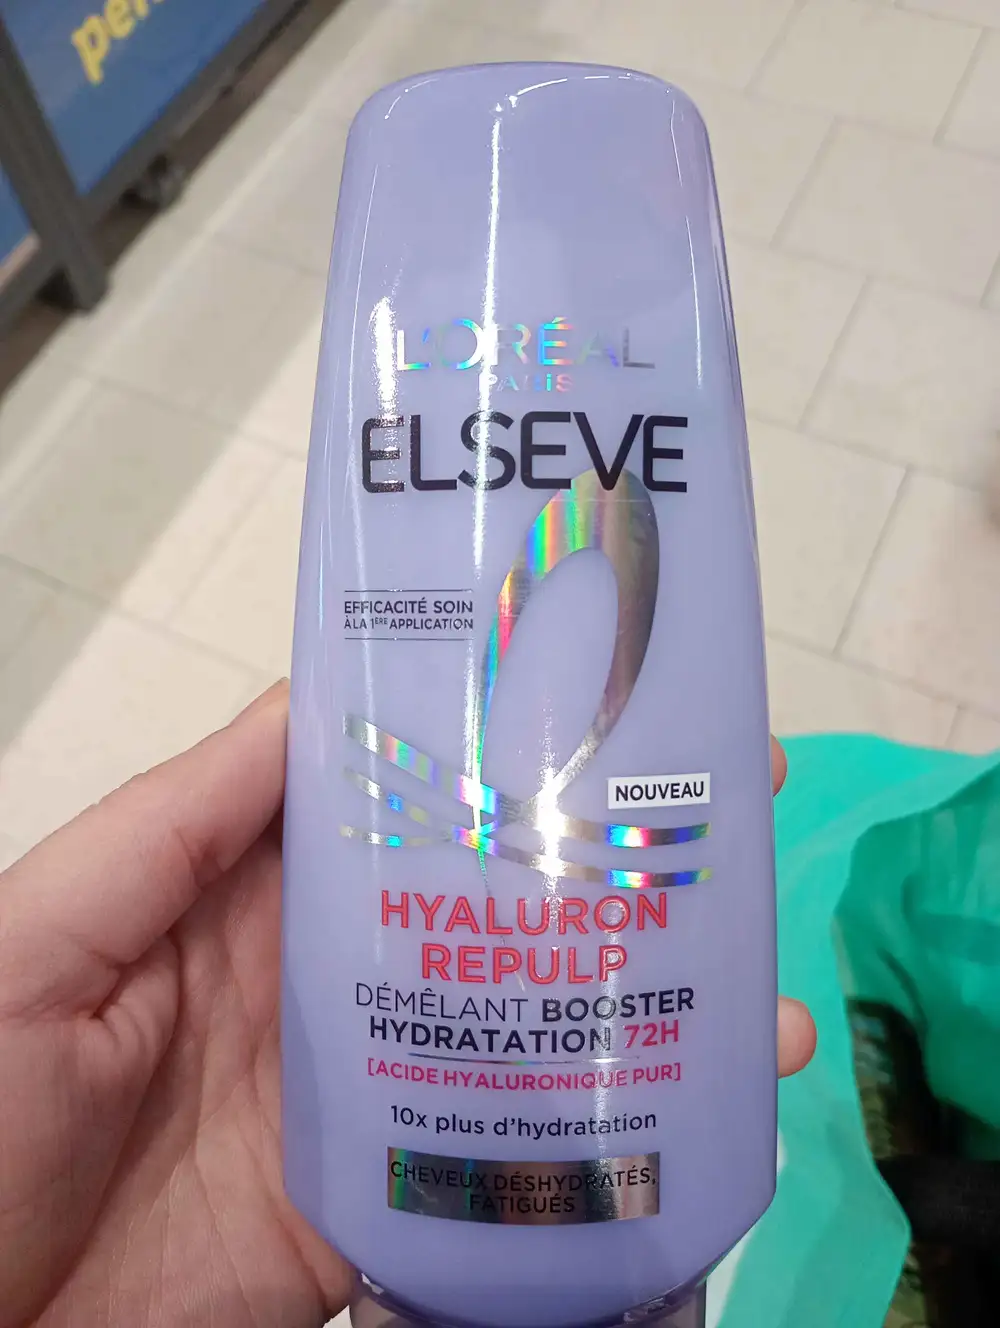 L'ORÉAL
PARIS
ELSEVE
EFFICACITÉ SOIN
À LA 1ÈRE APPLICATION
NOUVEAU
HYALURON
REPULP
DÉMÊLANT BOOSTER
HYDRATATION 72H
[ACIDE HYALURONIQUE PUR]
10x plus d'hydratation
CHEVEUX DÉSHYDRATÉS,
FATIGUÉS